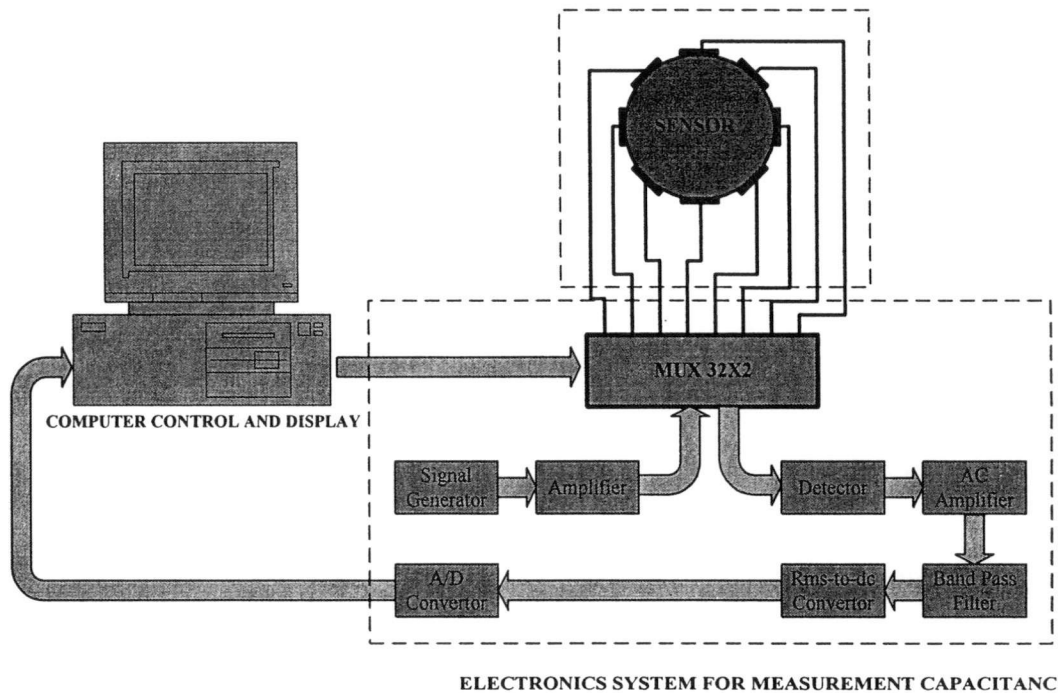 SENSOR
MUX 32X2
COMPUTER CONTROL AND DISPLAY
Signal
Generator
Amplifier
Detector
AC
Amplifier
A/D
Convertor
Rms-to-dc
Convertor
Band Pass
Filter
ELECTRONICS SYSTEM FOR MEASUREMENT CAPACITANC